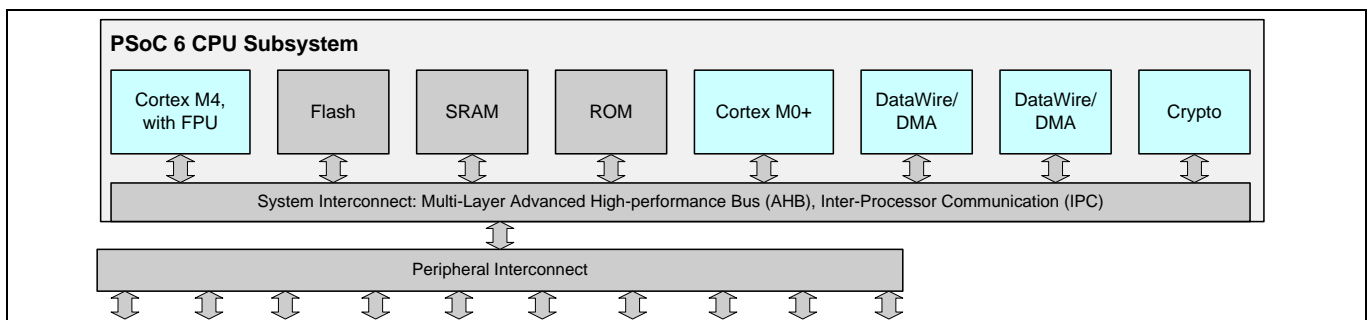 PSoC 6 CPU Subsystem
Cortex M4,
with FPU
Flash
SRAM
ROM
Cortex M0+
DataWire/
DMA
DataWire/
DMA
Crypto
System Interconnect: Multi-Layer Advanced High-performance Bus (AHB), Inter-Processor Communication (IPC)
Peripheral Interconnect